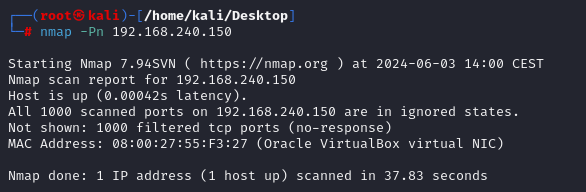 ┌──(root㉿kali)-[/home/kali/Desktop]
└─# nmap -Pn 192.168.240.150
Starting Nmap 7.94SVN ( https://nmap.org ) at 2024-06-03 14:00 CEST
Nmap scan report for 192.168.240.150
Host is up (0.00042s latency).
All 1000 scanned ports on 192.168.240.150 are in ignored states.
Not shown: 1000 filtered tcp ports (no-response)
MAC Address: 08:00:27:55:F3:27 (Oracle VirtualBox virtual NIC)
Nmap done: 1 IP address (1 host up) scanned in 37.83 seconds